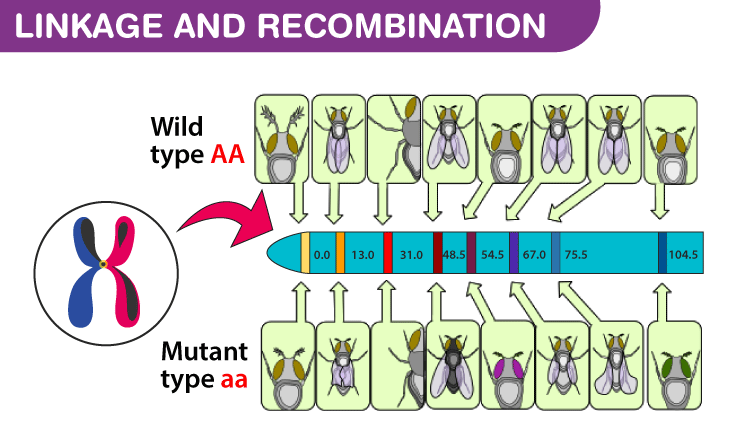 LINKAGE AND RECOMBINATION
Wild
type AA
0.0 13.0 31.0 48.5 54.5 67.0 75.5 104.5
Mutant
type aa